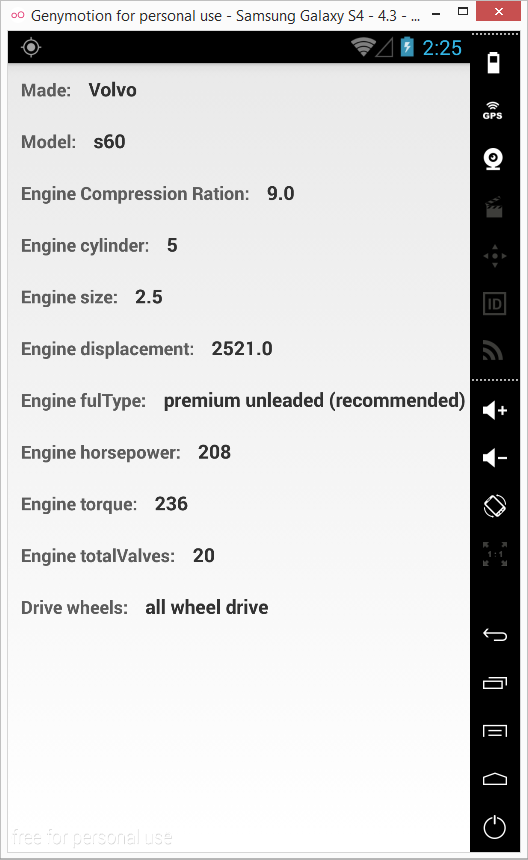 Genymotion for personal use - Samsung Galaxy S4 - 4.3 - ...
2:25
GPS
Made: Volvo
Model: s60
Engine Compression Ration: 9.0
Engine cylinder: 5
ID
Engine size: 2.5
Engine displacement: 2521.0
Engine fulType: premium unleaded (recommended)
Engine horsepower: 208
Engine torque: 236
Engine totalValves: 20
1:1
Drive wheels: all wheel drive
free for personal use